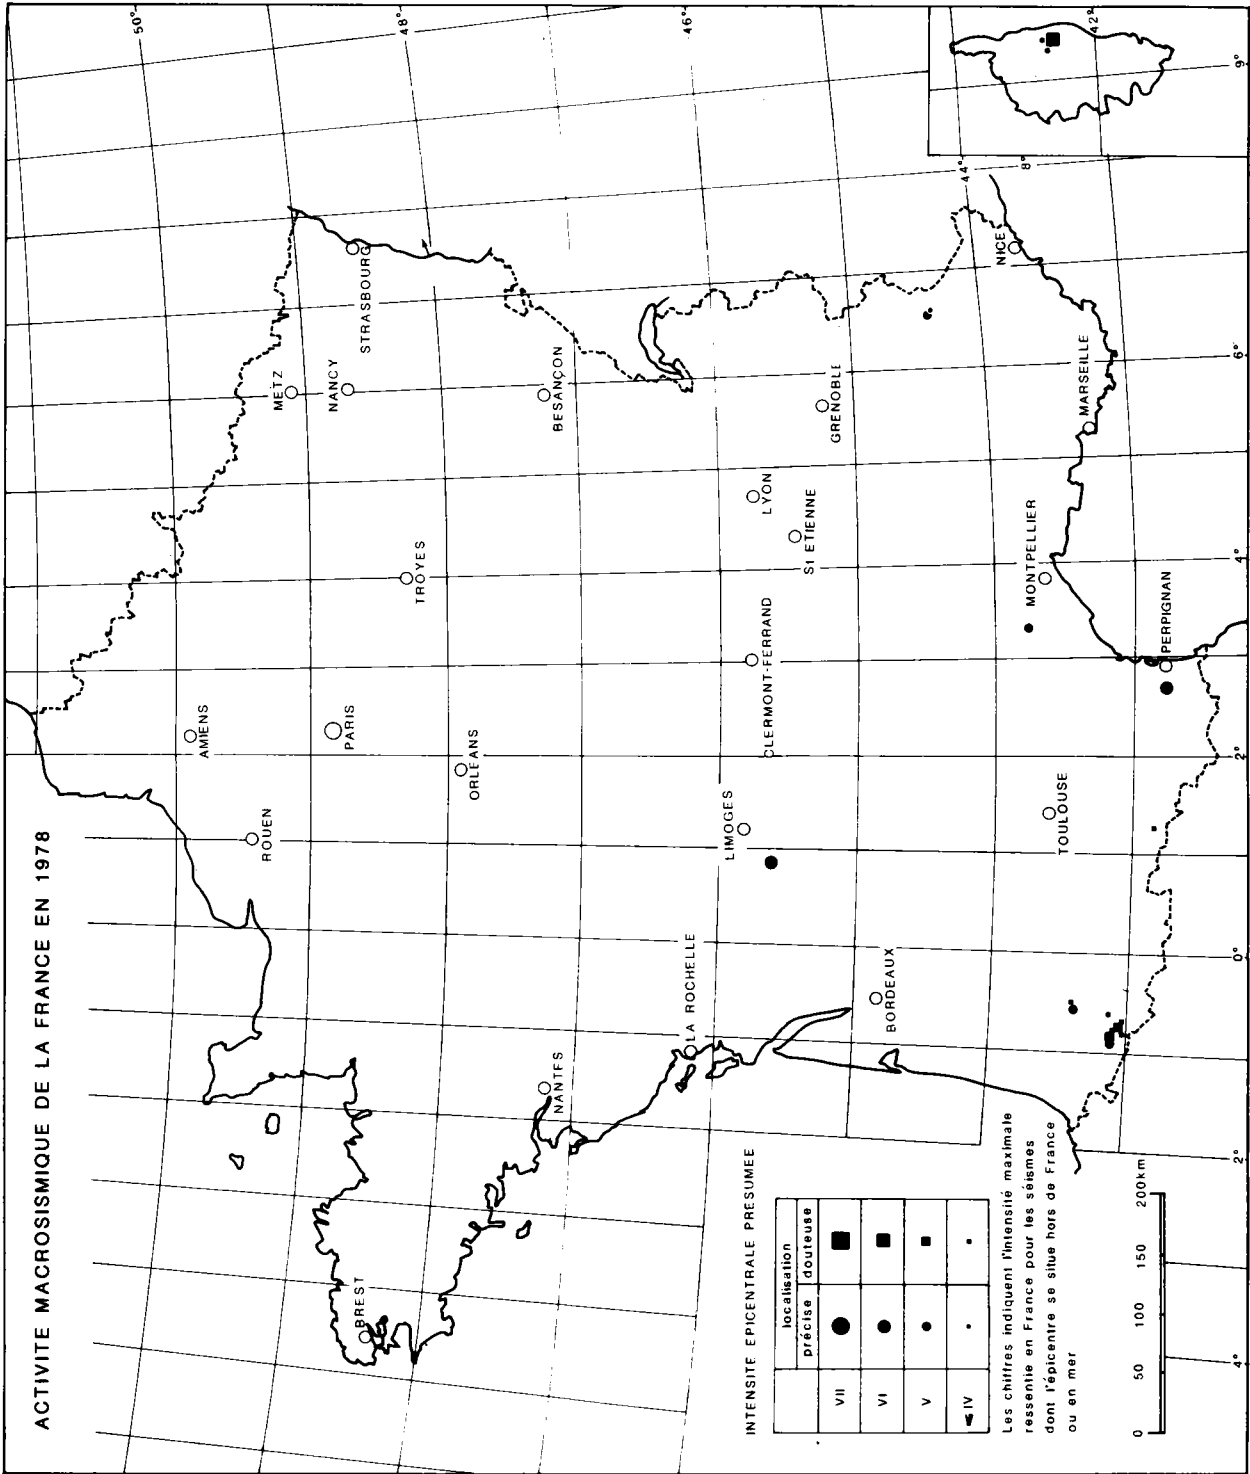 ACTIVITE MACROSISMIQUE DE LA FRANCE EN 1978
50°
48°
46°
44°
42°
8°
9°
6°
4°
2°
0°
2°
4°
AMIENS
ROUEN
PARIS
METZ
NANCY
STRASBOURG
TROYES
ORLEANS
BREST
NANTES
BESANÇON
LA ROCHELLE
LIMOGES
CLERMONT-FERRAND
LYON
St ETIENNE
GRENOBLE
BORDEAUX
TOULOUSE
MONTPELLIER
PERPIGNAN
MARSEILLE
NICE
INTENSITE EPICENTRALE PRESUMEE
localisation
précise douteuse
VII
VI
V
≤ IV
Les chiffres indiquent l'intensité maximale
ressentie en France pour les séismes
dont l'épicentre se situe hors de France
ou en mer
0 50 100 150 200km